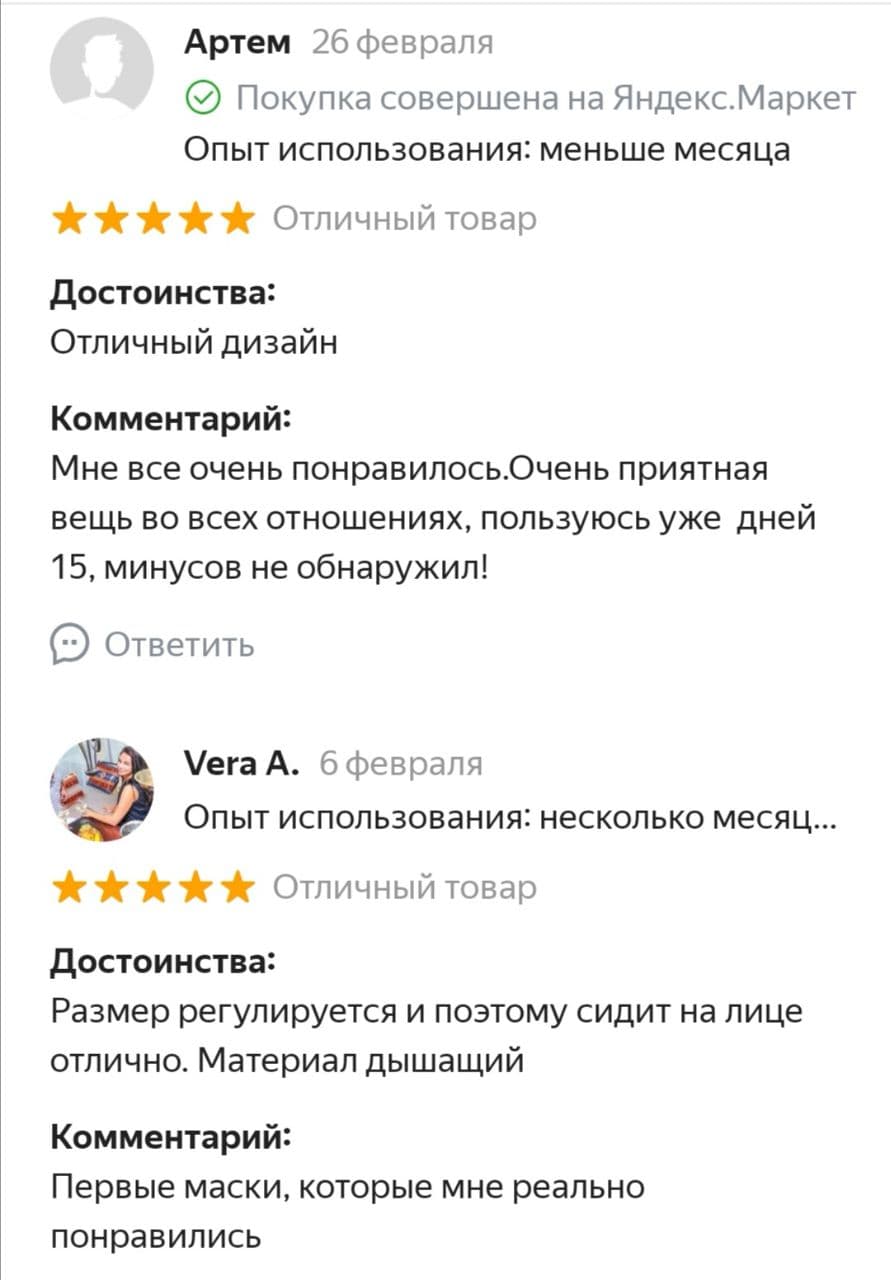 Артем 26 февраля
Покупка совершена на Яндекс.Маркет
Опыт использования: меньше месяца
Отличный товар
Достоинства:
Отличный дизайн
Комментарий:
Мне все очень понравилось.Очень приятная
вещь во всех отношениях, пользуюсь уже дней
15, минусов не обнаружил!
Ответить
Vera A. 6 февраля
Опыт использования: несколько месяц...
Отличный товар
Достоинства:
Размер регулируется и поэтому сидит на лице
отлично. Материал дышащий
Комментарий:
Первые маски, которые мне реально
понравились